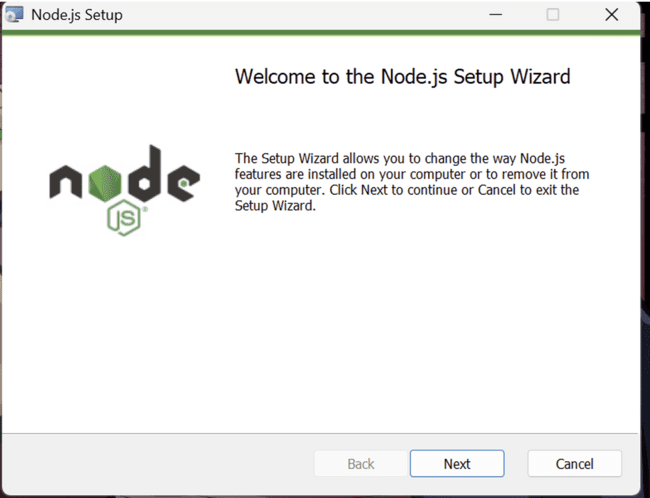 Node.js Setup
Welcome to the Node.js Setup Wizard
The Setup Wizard allows you to change the way Node.js
features are installed on your computer or to remove it from
your computer. Click Next to continue or Cancel to exit the
Setup Wizard.
node
JS®
Back
Next
Cancel